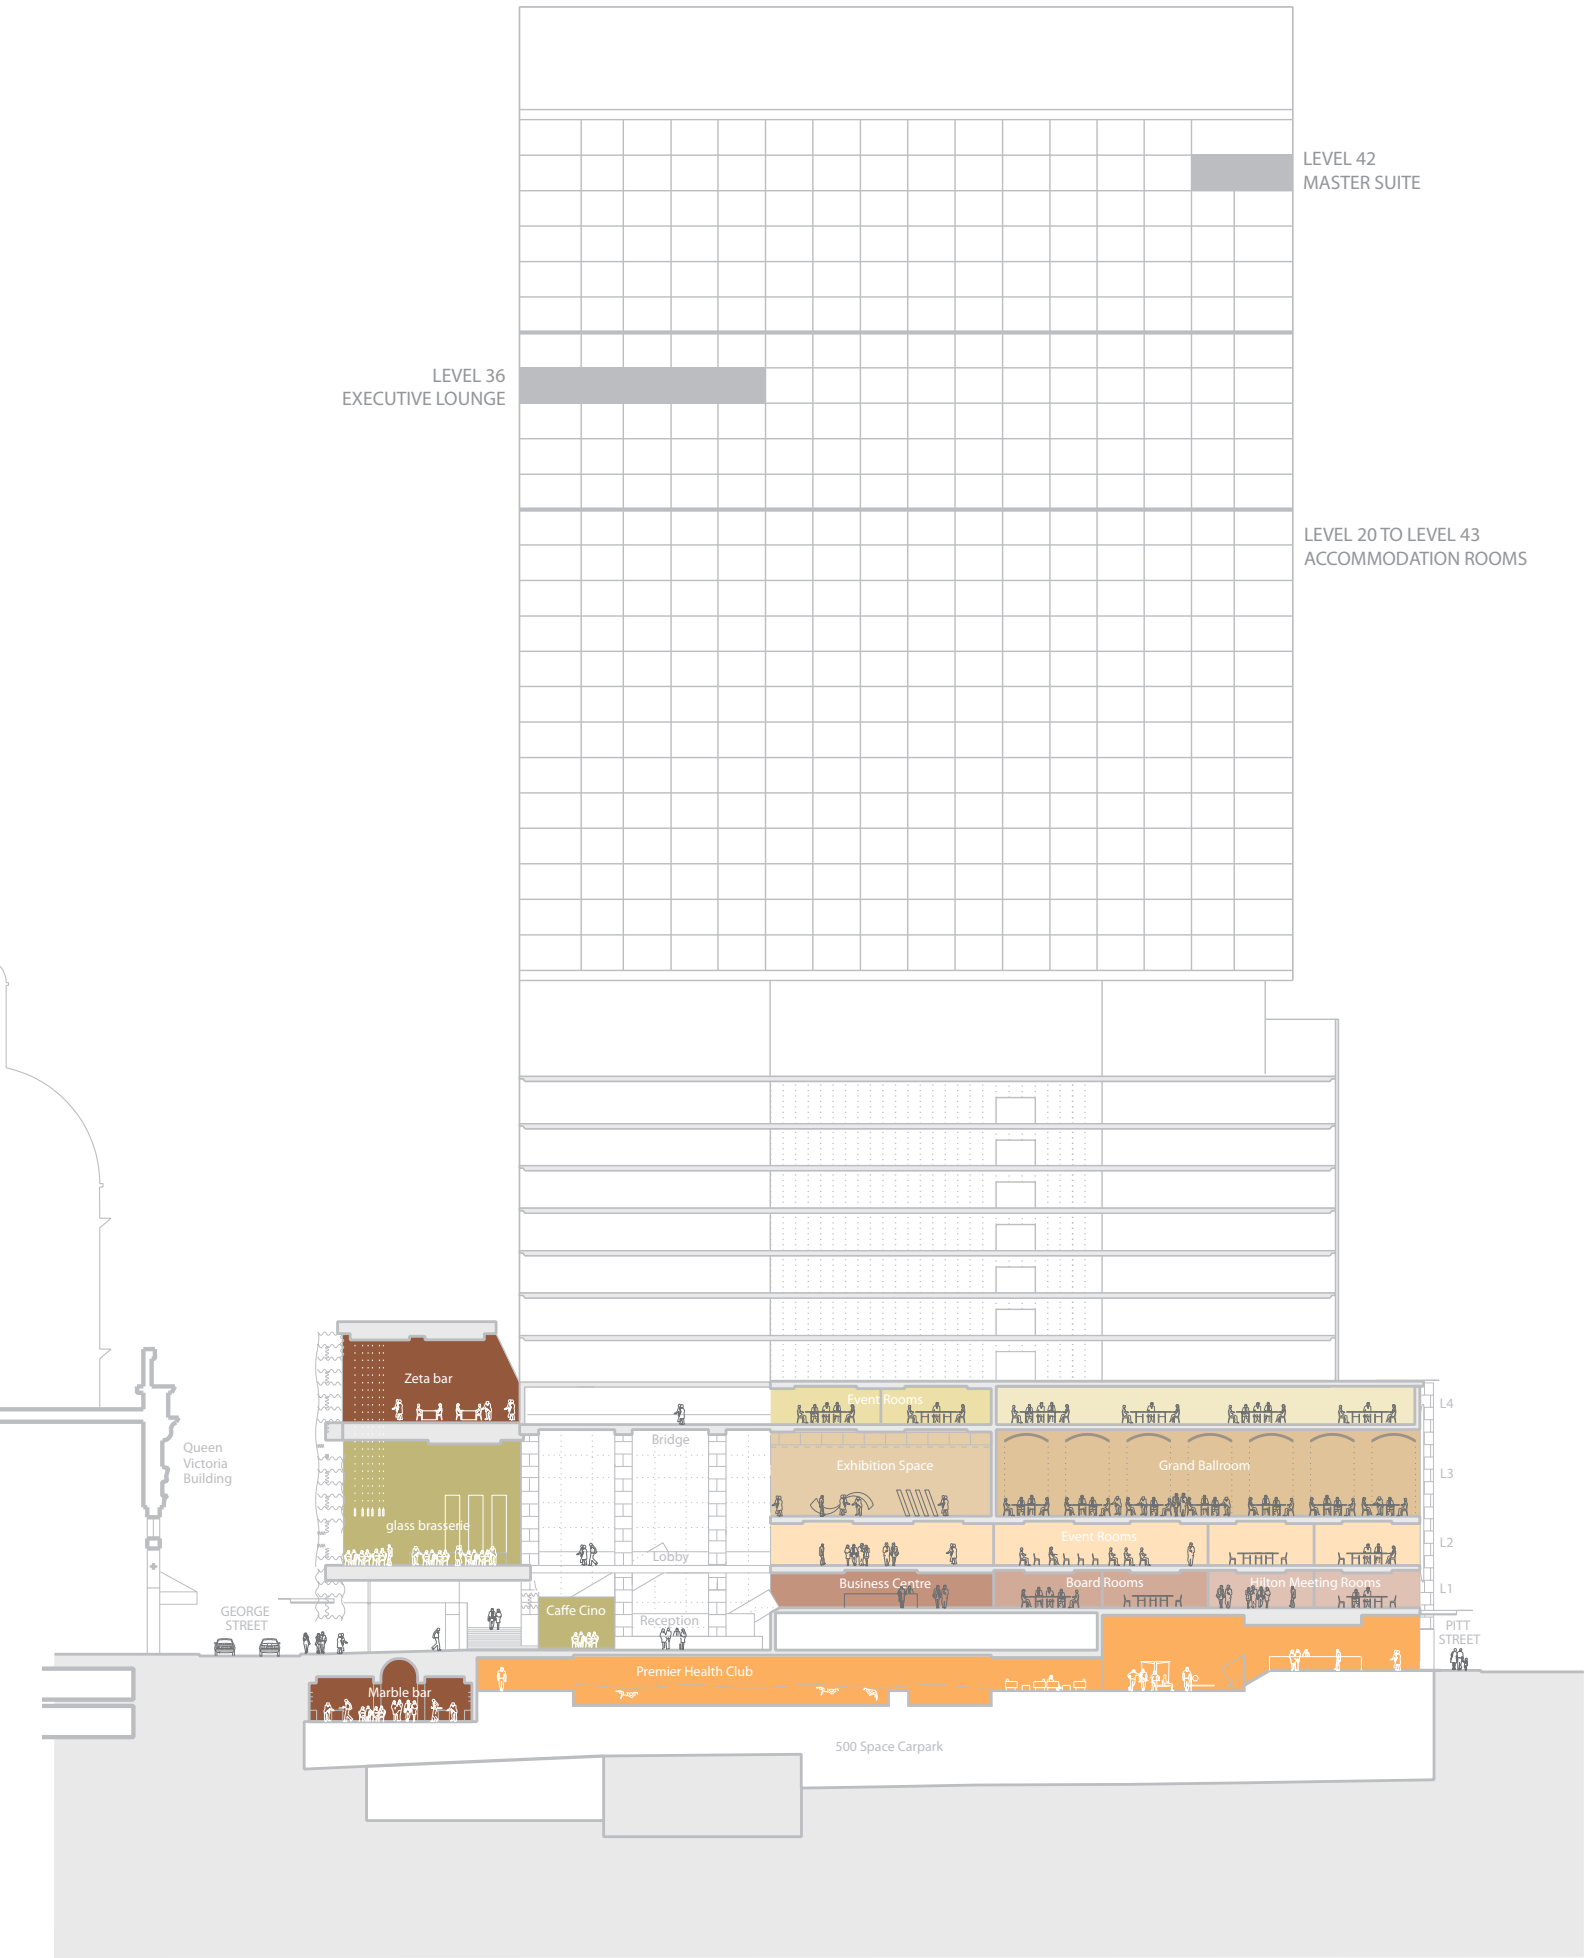 LEVEL 42
MASTER SUITE
LEVEL 36
EXECUTIVE LOUNGE
LEVEL 20 TO LEVEL 43
ACCOMMODATION ROOMS
Zeta bar
Event Rooms
L4
Bridge
Queen
Victoria
Building
Exhibition Space
Grand Ballroom
L3
glass brasserie
Event Rooms
L2
Lobby
Business Centre
Board Rooms
Hilton Meeting Rooms
L1
GEORGE
STREET
Caffe Cino
Reception
PITT
STREET
Premier Health Club
Marble bar
500 Space Carpark